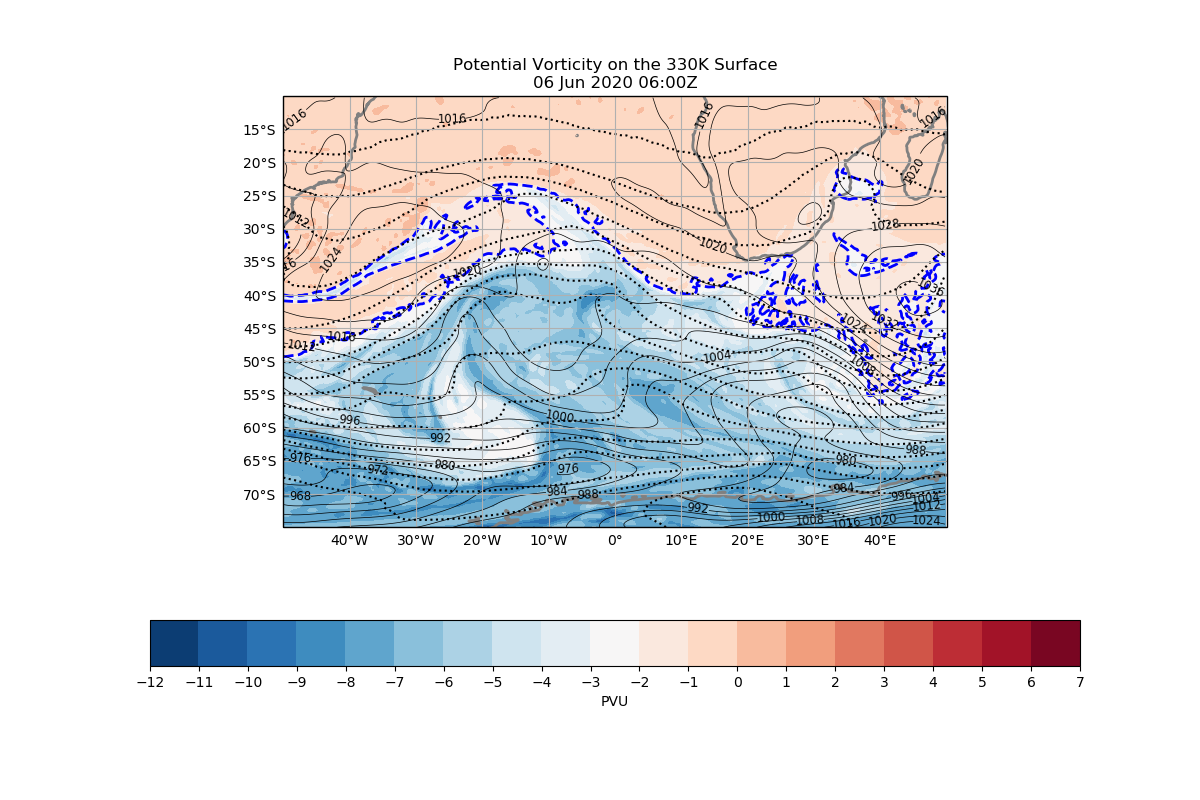 Potential Vorticity on the 330K Surface
06 Jun 2020 06:00Z
1016 1016 1016 1016
15°S
20°S
1020
25°S
1012 1028
30°S
1020
1024
35°S
16 1020
1036
40°S
1024 1032
45°S
1016
1012
1004 1008
50°S
55°S
996 1000
60°S
992 988
65°S
976 980 980
972 976
70°S
968 984 988 984 996 1004
992 1012
1000 1008 1016 1020 1024
40°W 30°W 20°W 10°W 0° 10°E 20°E 30°E 40°E
−12 −11 −10 −9 −8 −7 −6 −5 −4 −3 −2 −1 0 1 2 3 4 5 6 7
PVU